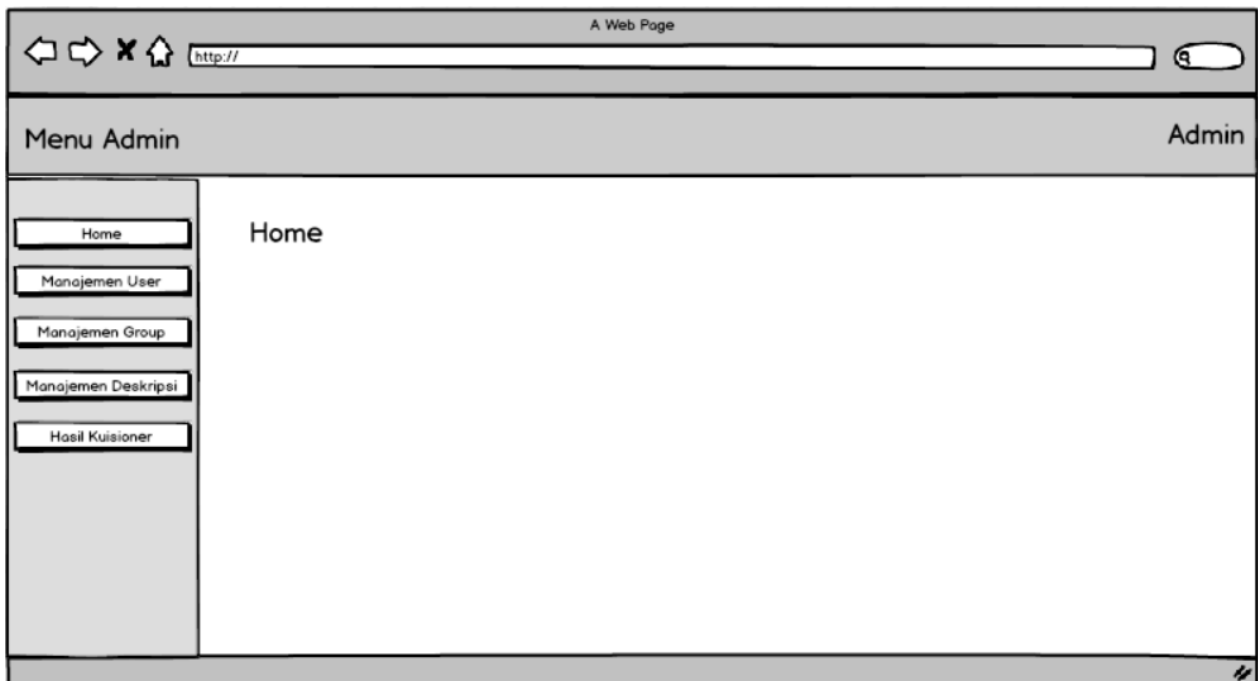 A Web Page
http://
Menu Admin
Admin
Home
Manajemen User
Manajemen Group
Manajemen Deskripsi
Hasil Kuisioner
Home